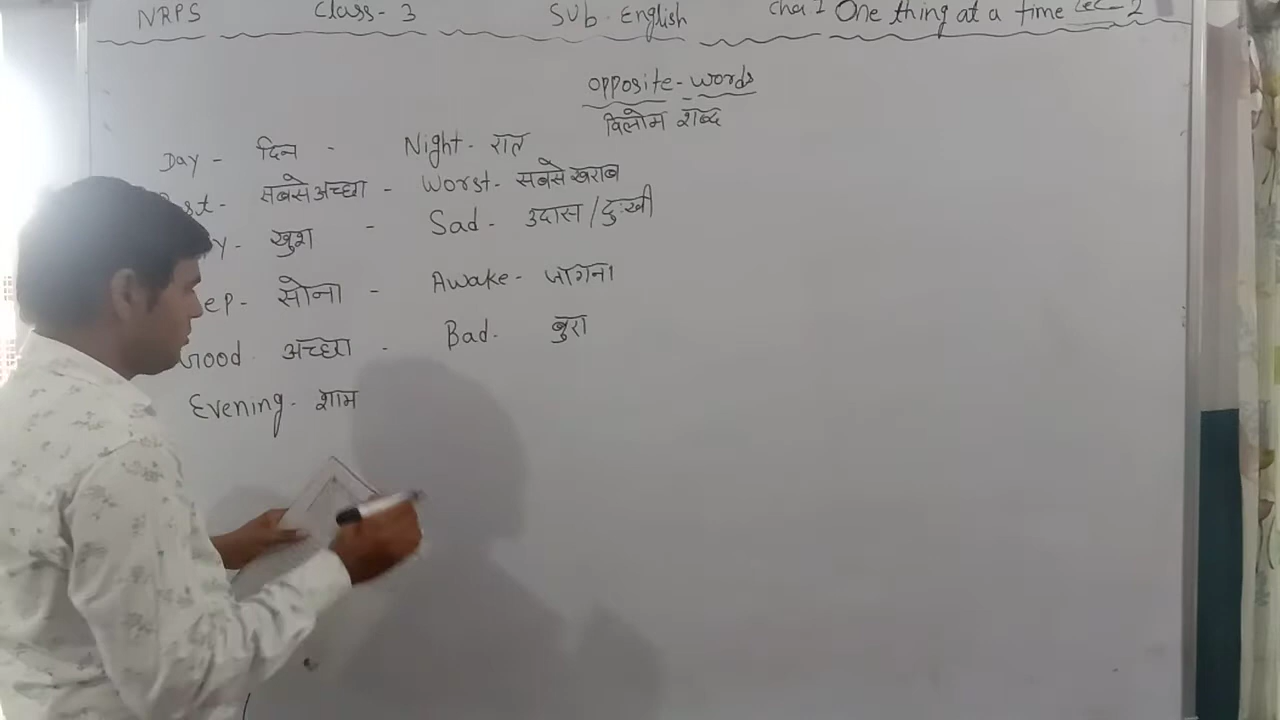 NRPS Class-3 Sub. English Cha 1 One thing at a time Lec-2
Opposite-Words
विलोम शब्द
Day - दिन - Night - रात
सबसे अच्छा - Worst - सबसे खराब
खुश - Sad - उदास/दुःखी
सोना - Awake - जागना
Good अच्छा - Bad - बुरा
Evening - शाम